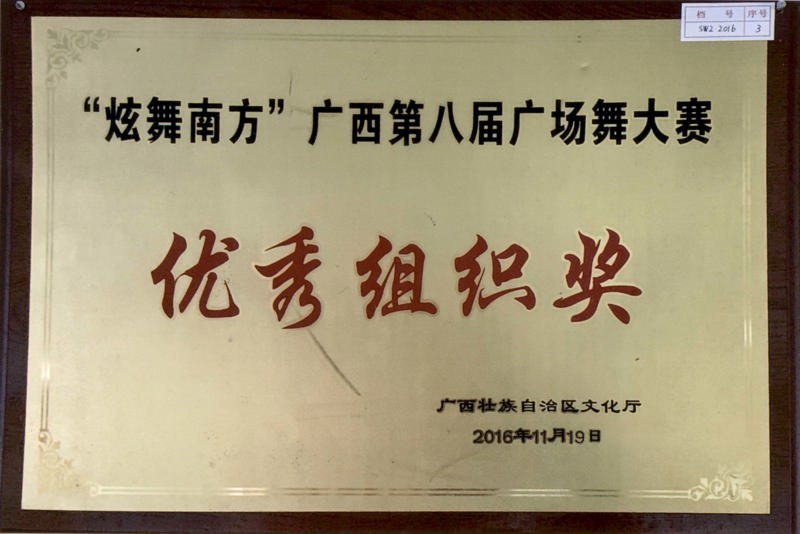 档 号 序号
SW2·2016 3
“炫舞南方”广西第八届广场舞大赛
优秀组织奖
广西壮族自治区文化厅
2016年11月19日